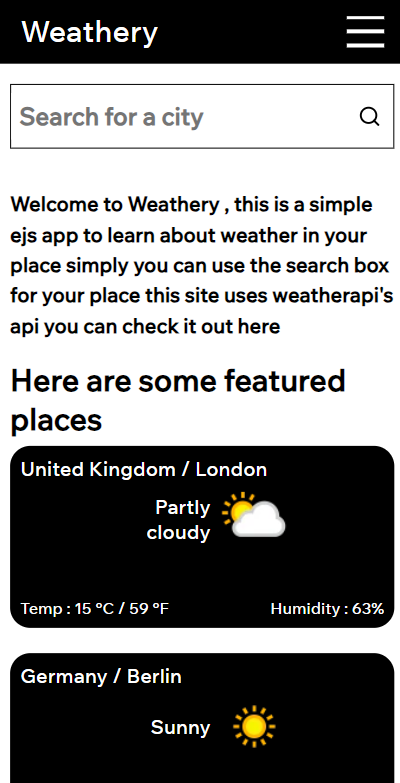 Weathery
Search for a city
Welcome to Weathery , this is a simple
ejs app to learn about weather in your
place simply you can use the search box
for your place this site uses weatherapi's
api you can check it out here
Here are some featured
places
United Kingdom / London
Partly
cloudy
Temp : 15 °C / 59 °F
Humidity : 63%
Germany / Berlin
Sunny